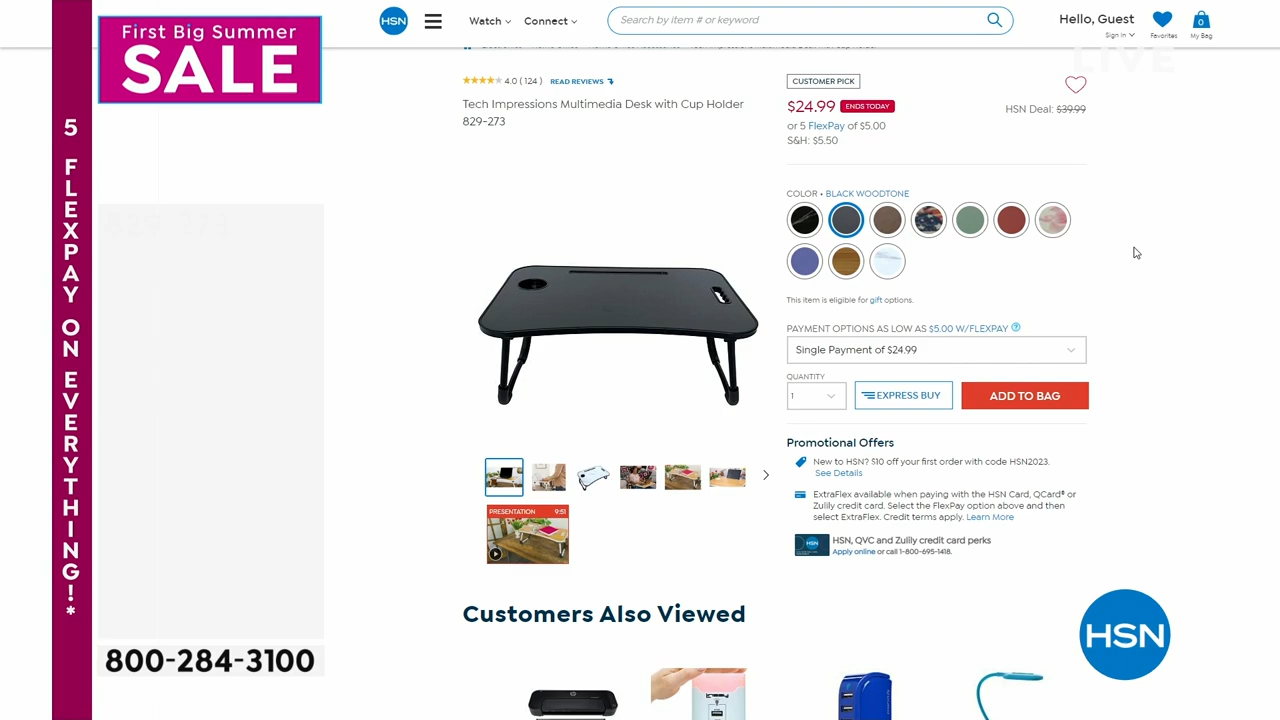 First Big Summer
SALE
5 FLEXPAY ON EVERYTHING!*
800-284-3100
HSN
Watch
Connect
Search by item # or keyword
Hello, Guest
Sign In
Favorites
0
My Bag
LIVE
4.0 (124)
READ REVIEWS
Tech Impressions Multimedia Desk with Cup Holder
829-273
829-273
CUSTOMER PICK
$24.99
ENDS TODAY
HSN Deal: $39.99
or 5 FlexPay of $5.00
S&H: $5.50
COLOR • BLACK WOODTONE
This item is eligible for gift options.
PAYMENT OPTIONS AS LOW AS $5.00 W/FLEXPAY
Single Payment of $24.99
QUANTITY
1
EXPRESS BUY
ADD TO BAG
PRESENTATION 9:51
Promotional Offers
New to HSN? $10 off your first order with code HSN2023.
See Details
ExtraFlex available when paying with the HSN Card, QCard® or
Zulily credit card. Select the FlexPay option above and then
select ExtraFlex. Credit terms apply. Learn More
HSN
HSN, QVC and Zulily credit card perks
Apply online or call 1-800-695-1418.
Customers Also Viewed
HSN